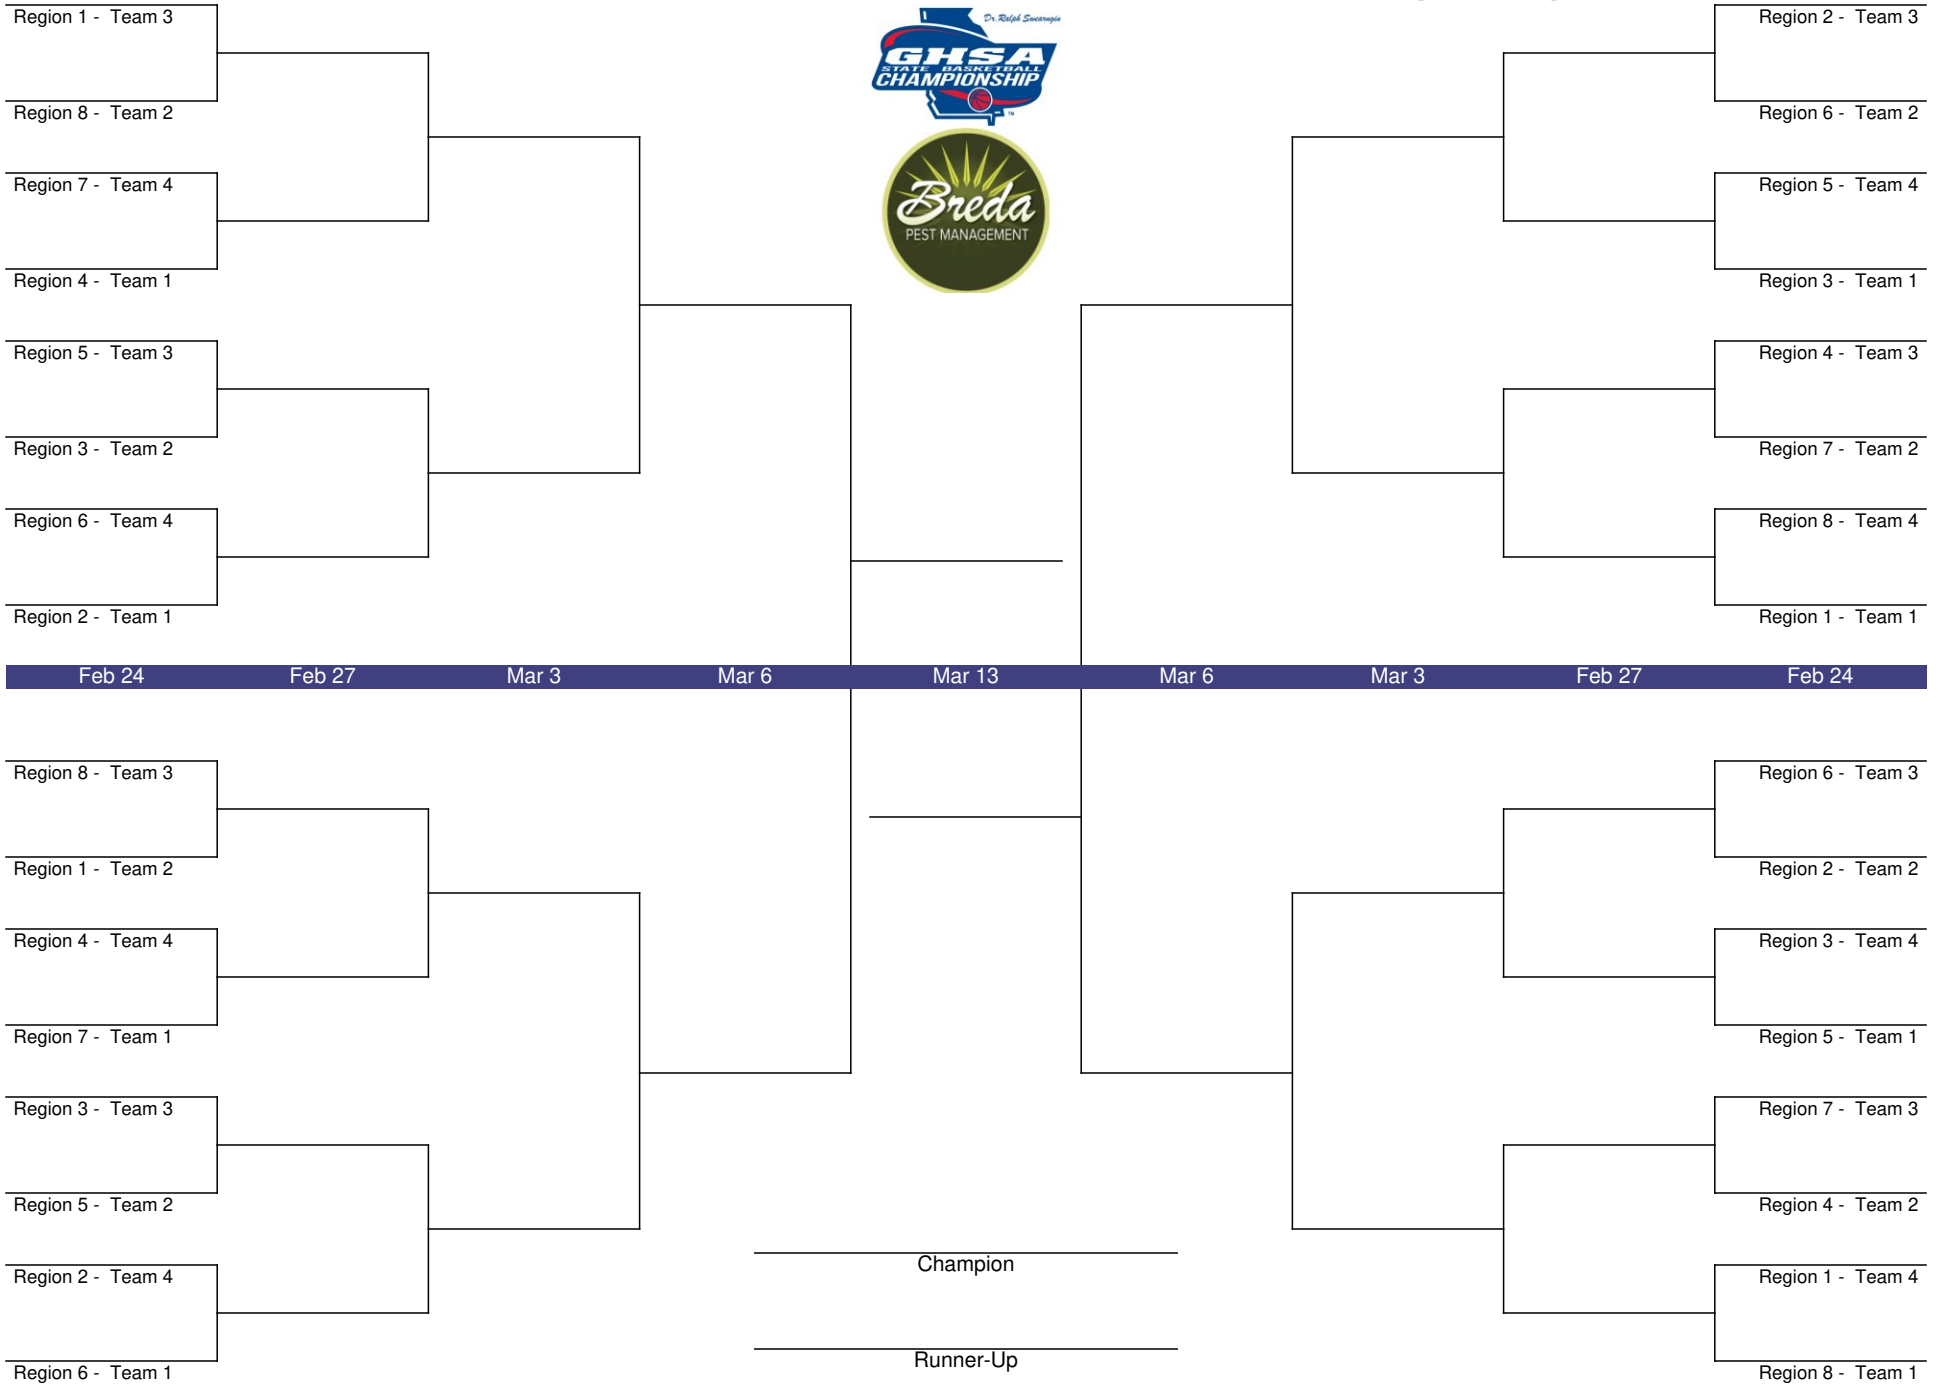 Region 1 - Team 3
Region 8 - Team 2
Region 7 - Team 4
Region 4 - Team 1
Region 5 - Team 3
Region 3 - Team 2
Region 6 - Team 4
Region 2 - Team 1
Dr. Ralph Swearngin
GHSA
STATE BASKETBALL
CHAMPIONSHIP
TM
Breda
PEST MANAGEMENT
Region 2 - Team 3
Region 6 - Team 2
Region 5 - Team 4
Region 3 - Team 1
Region 4 - Team 3
Region 7 - Team 2
Region 8 - Team 4
Region 1 - Team 1
Feb 24 Feb 27 Mar 3 Mar 6 Mar 13 Mar 6 Mar 3 Feb 27 Feb 24
Region 8 - Team 3
Region 1 - Team 2
Region 4 - Team 4
Region 7 - Team 1
Region 3 - Team 3
Region 5 - Team 2
Region 2 - Team 4
Region 6 - Team 1
Champion
Runner-Up
Region 6 - Team 3
Region 2 - Team 2
Region 3 - Team 4
Region 5 - Team 1
Region 7 - Team 3
Region 4 - Team 2
Region 1 - Team 4
Region 8 - Team 1